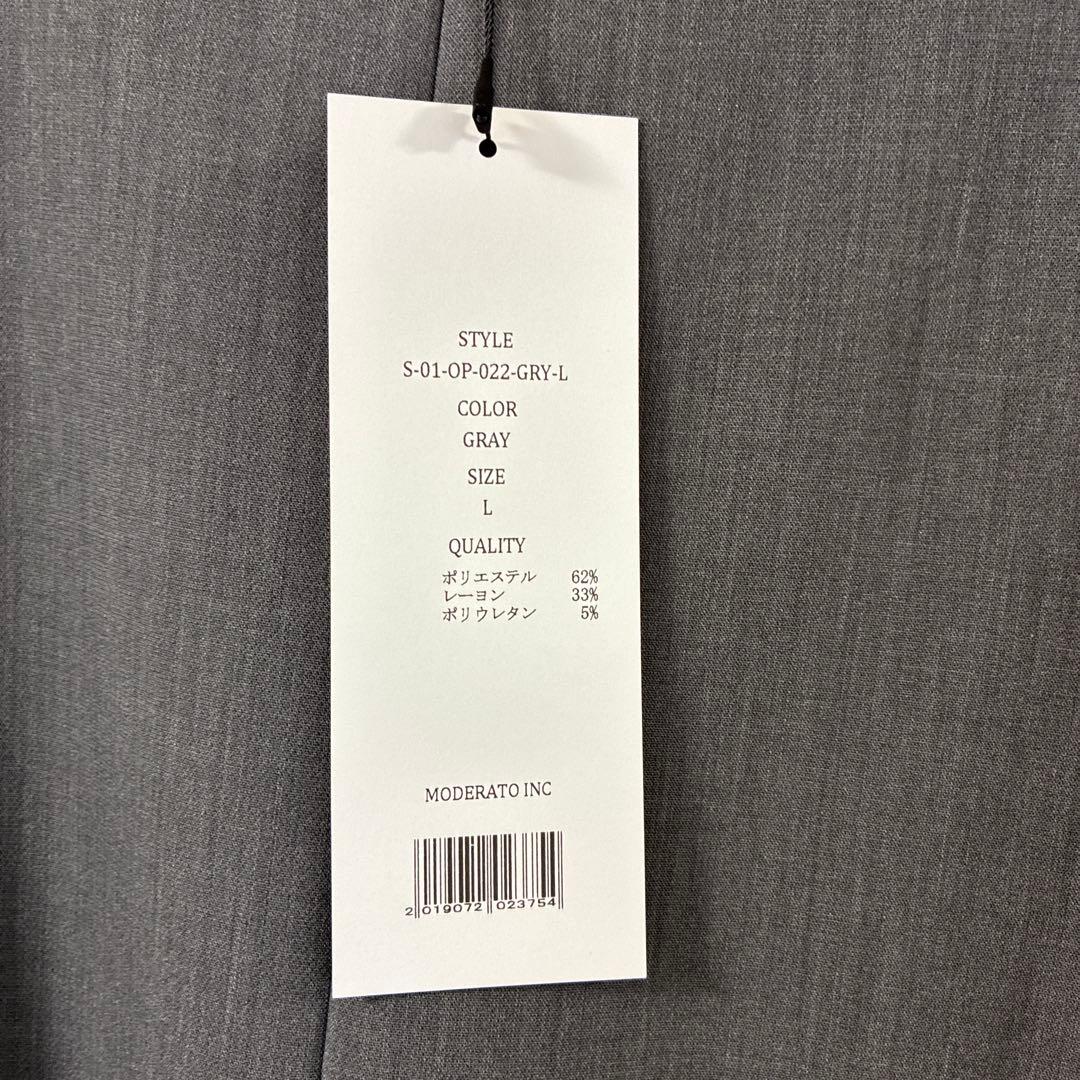 STYLE
S-01-OP-022-GRY-L
COLOR
GRAY
SIZE
L
QUALITY
ポリエステル 62%
レーヨン 33%
ポリウレタン 5%
MODERATO INC
2 019072 023754